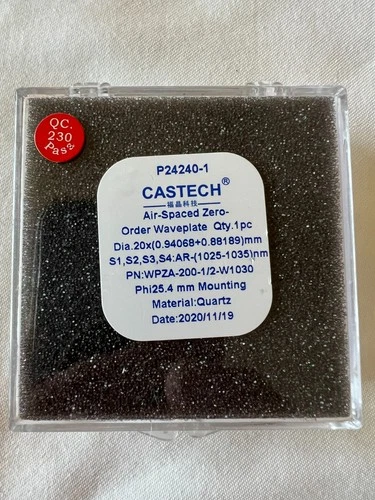 QC.
230
Pas2
P24240-1
CASTECH®
福晶科技
Air-Spaced Zero-
Order Waveplate Qty.1pc
Dia.20x(0.94068+0.88189)mm
S1,S2,S3,S4:AR-(1025-1035)nm
PN:WPZA-200-1/2-W1030
Phi25.4 mm Mounting
Material:Quartz
Date:2020/11/19